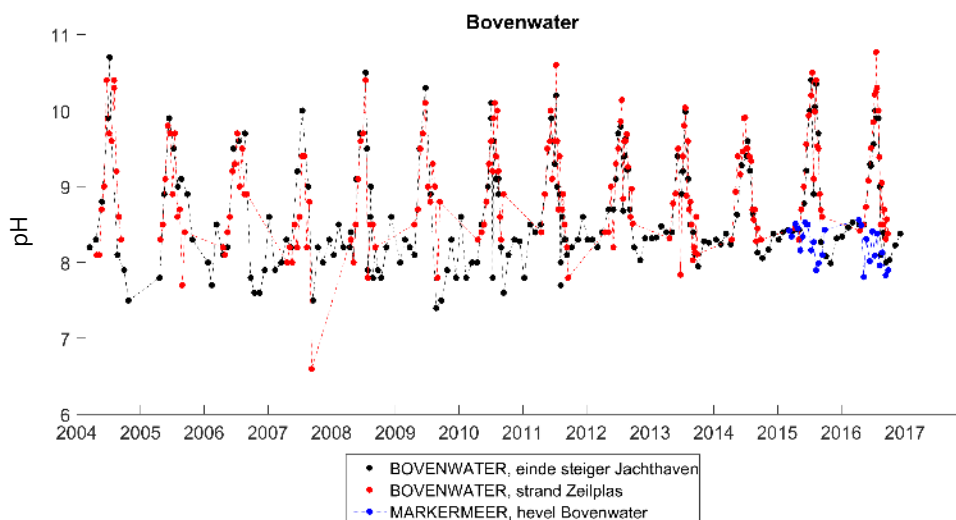 Bovenwater
11
10
9
8
7
6
pH
2004 2005 2006 2007 2008 2009 2010 2011 2012 2013 2014 2015 2016 2017
BOVENWATER, einde steiger Jachthaven
BOVENWATER, strand Zeilplas
MARKERMEER, hevel Bovenwater